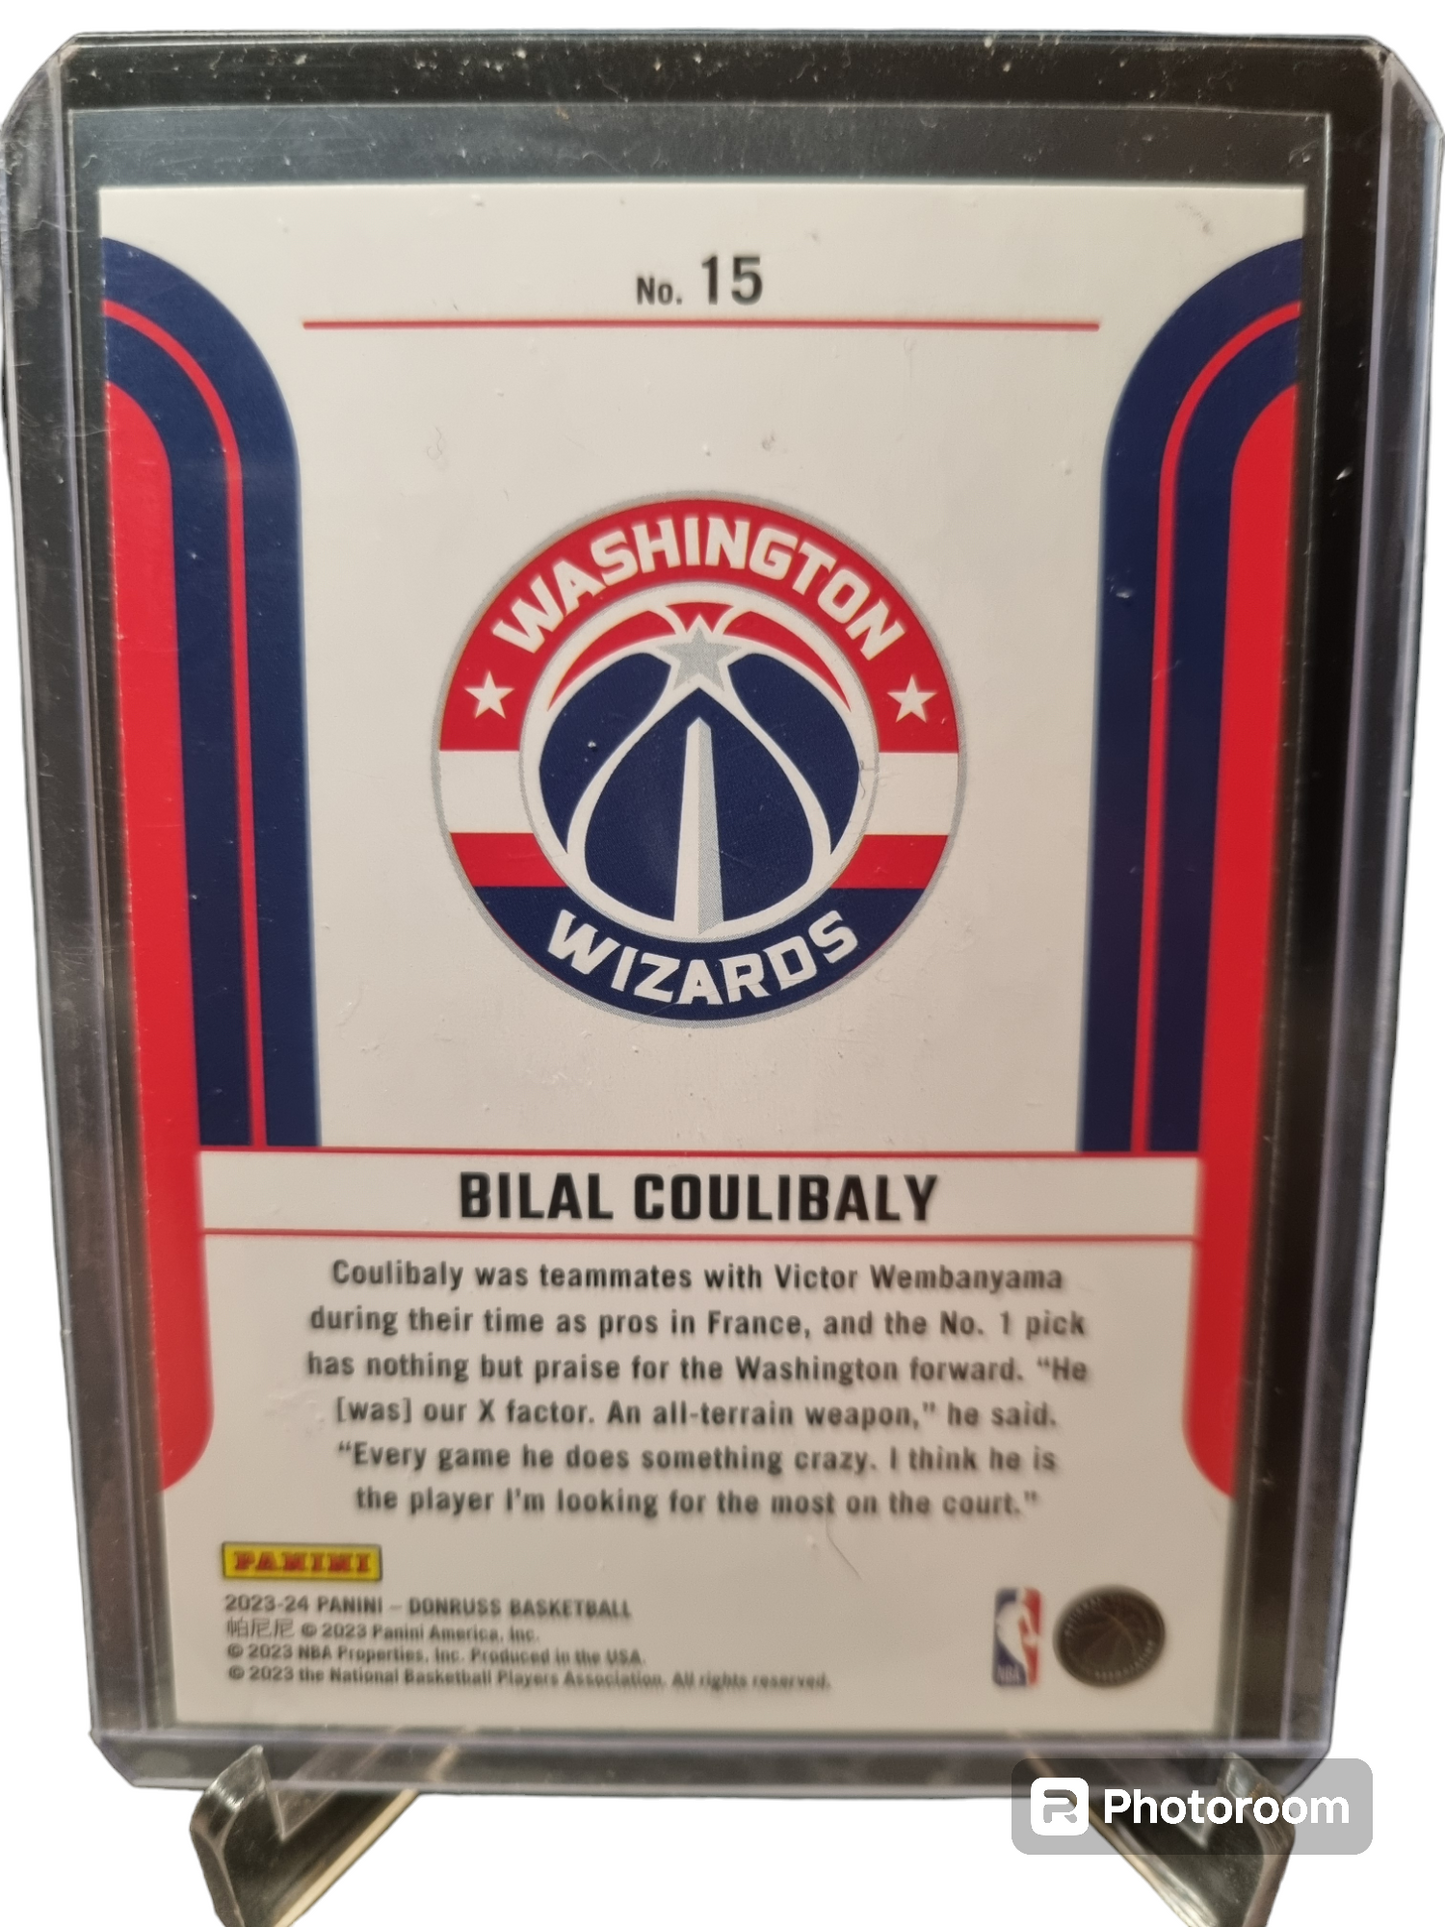 No. 15
WASHINGTON
WIZARDS
BILAL COULIBALY
Coulibaly was teammates with Victor Wembanyama
during their time as pros in France, and the No. 1 pick
has nothing but praise for the Washington forward. “He
[was] our X factor. An all-terrain weapon,” he said.
“Every game he does something crazy. I think he is
the player I'm looking for the most on the court.”
PANINI
2023-24 PANINI – DONRUSS BASKETBALL
帕尼尼 © 2023 Panini America, Inc.
© 2023 NBA Properties, Inc. Produced in the USA.
© 2023 the National Basketball Players Association. All rights reserved.
NBA
Photoroom